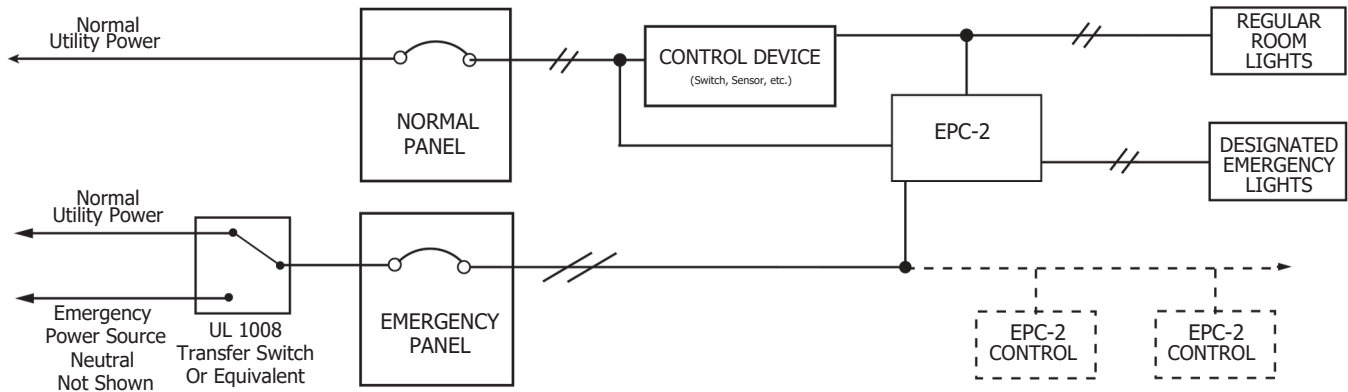 Normal
Utility Power
NORMAL
PANEL
CONTROL DEVICE
(Switch, Sensor, etc.)
REGULAR
ROOM
LIGHTS
EPC-2
DESIGNATED
EMERGENCY
LIGHTS
Normal
Utility Power
Emergency
Power Source
Neutral
Not Shown
UL 1008
Transfer Switch
Or Equivalent
EMERGENCY
PANEL
EPC-2
CONTROL
EPC-2
CONTROL